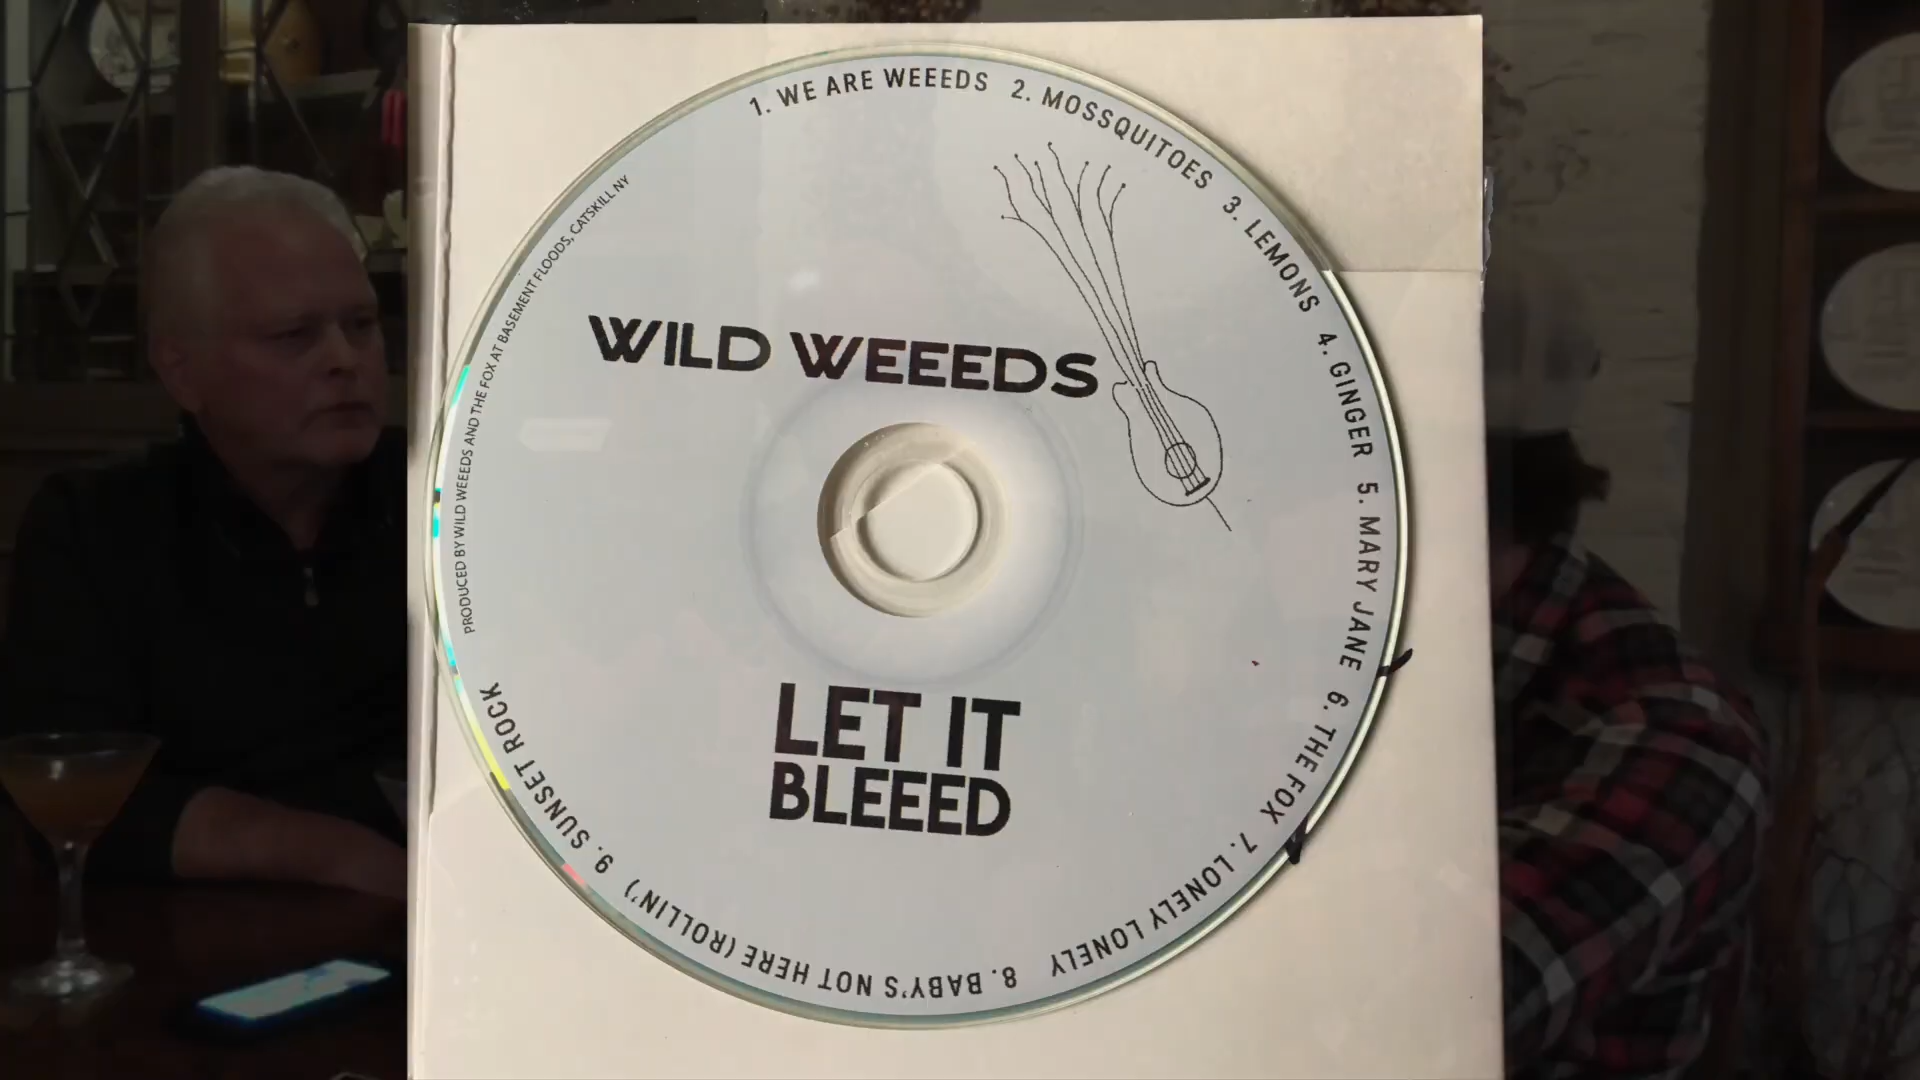 1. WE ARE WEEEDS 2. MOSSQUITOES 3. LEMONS 4. GINGER 5. MARY JANE 6. THE FOX 7. LONELY LONELY 8. BABY'S NOT HERE (ROLLIN') 9. SUNSET ROCK
PRODUCED BY WILD WEEEDS AND THE FOX AT BASEMENT FLOODS, CATSKILL NY
WILD WEEEDS
LET IT
BLEEED